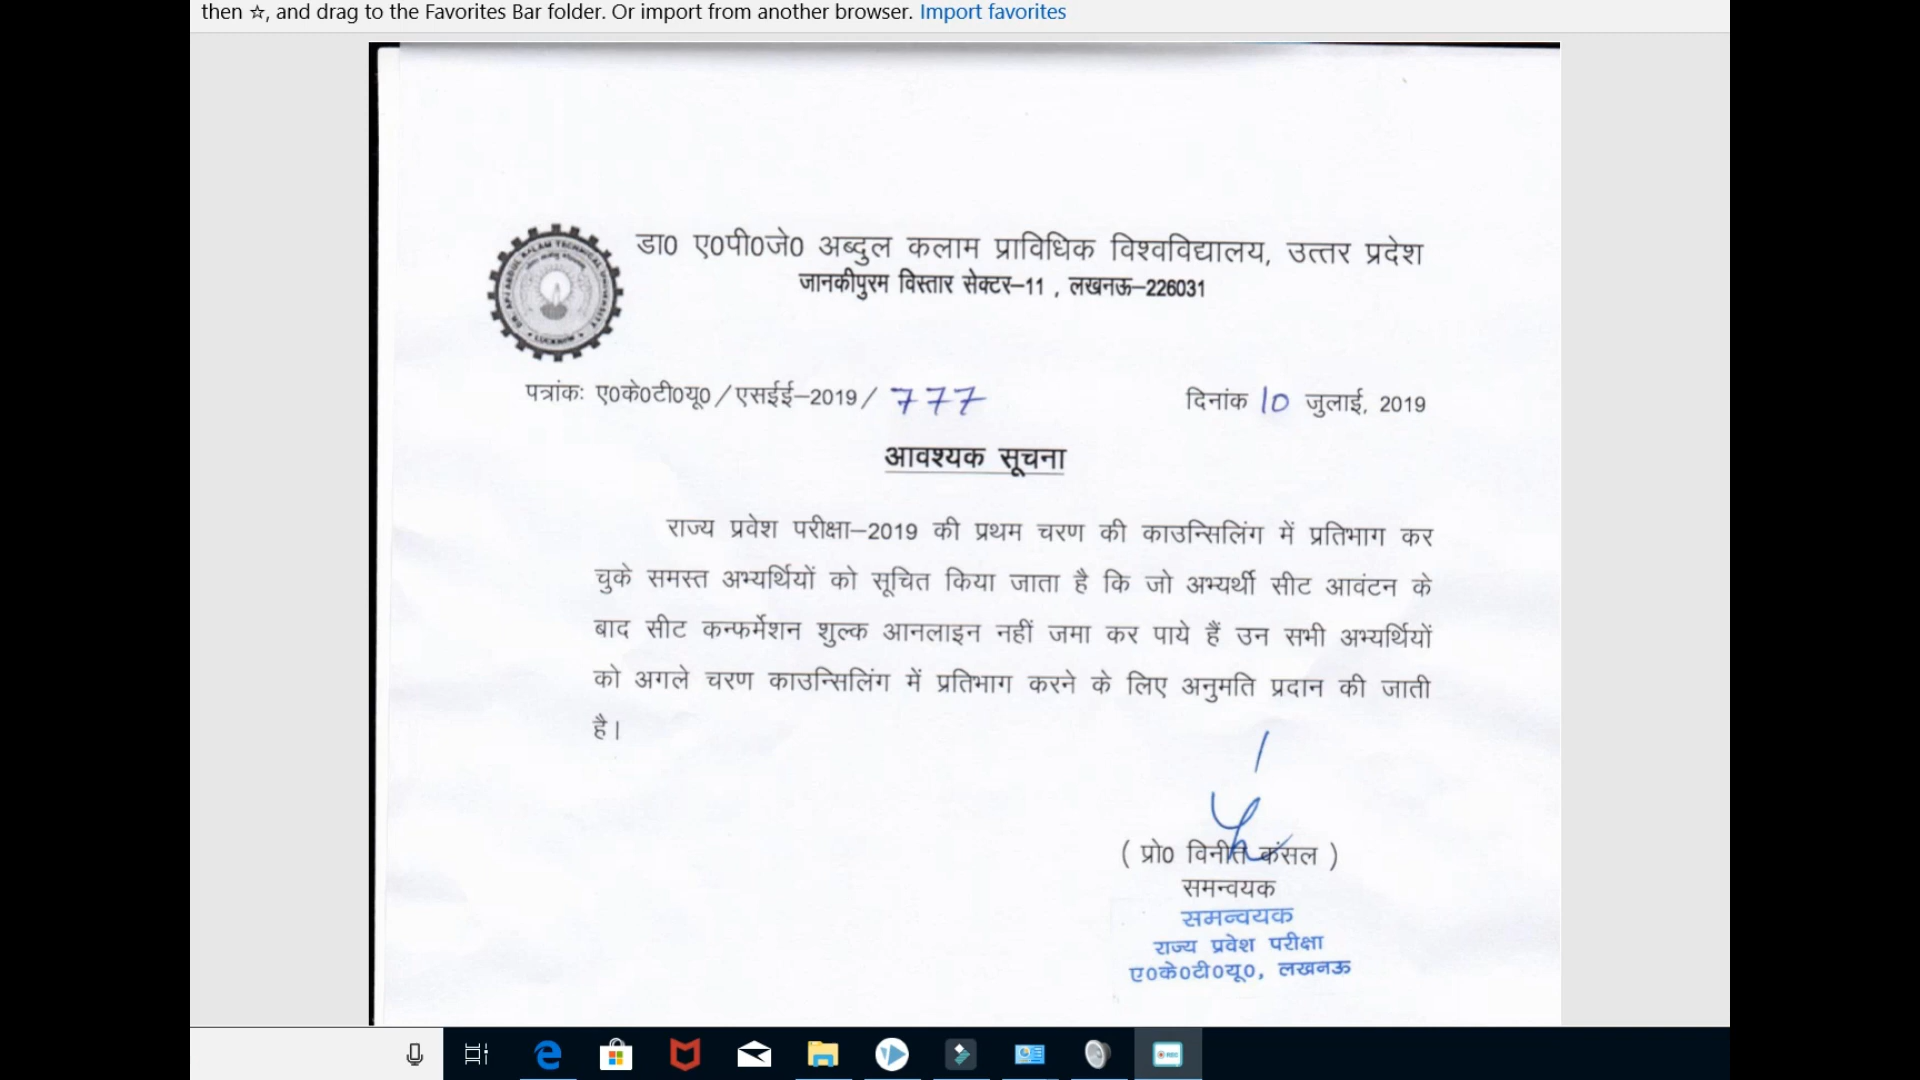 then ☆, and drag to the Favorites Bar folder. Or import from another browser. Import favorites
डा0 ए0पी0जे0 अब्दुल कलाम प्राविधिक विश्वविद्यालय, उत्तर प्रदेश
जानकीपुरम विस्तार सेक्टर–11 , लखनऊ–226031
पत्रांकः ए0के0टी0यू0/एसईई–2019/ 777
दिनांक 10 जुलाई, 2019
आवश्यक सूचना
राज्य प्रवेश परीक्षा–2019 की प्रथम चरण की काउन्सिलिंग में प्रतिभाग कर
चुके समस्त अभ्यर्थियों को सूचित किया जाता है कि जो अभ्यर्थी सीट आवंटन के
बाद सीट कन्फर्मेशन शुल्क आनलाइन नहीं जमा कर पाये हैं उन सभी अभ्यर्थियों
को अगले चरण काउन्सिलिंग में प्रतिभाग करने के लिए अनुमति प्रदान की जाती
है।
( प्रो0 विनीत कंसल )
समन्वयक
समन्वयक
राज्य प्रवेश परीक्षा
ए0के0टी0यू0, लखनऊ